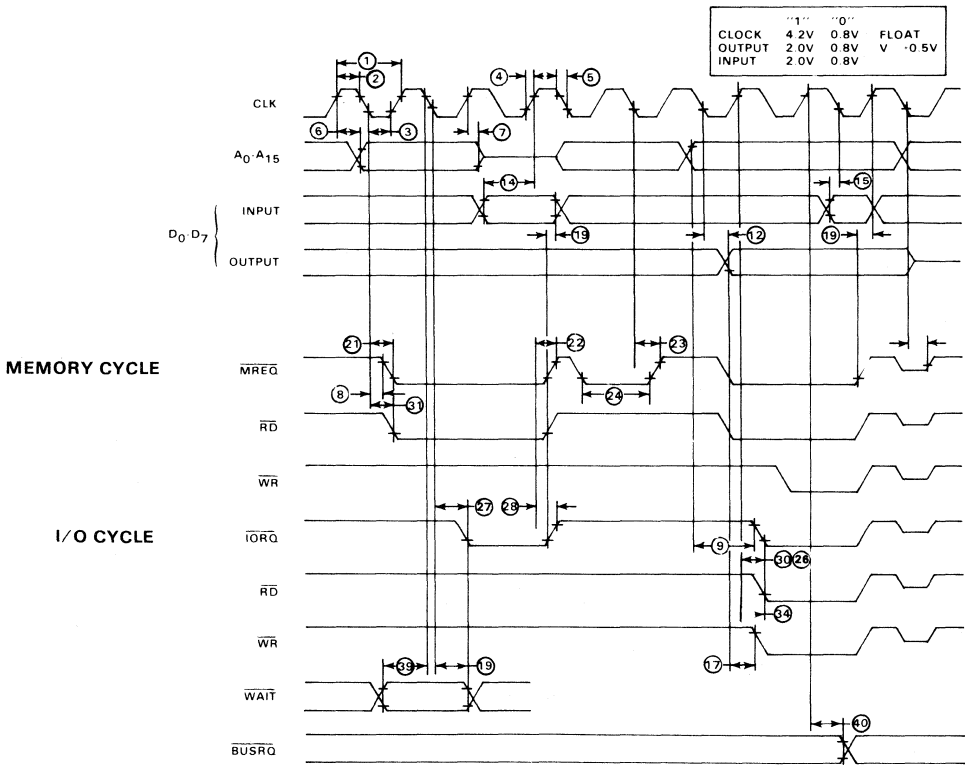 "1" "0"
CLOCK 4.2V 0.8V FLOAT
OUTPUT 2.0V 0.8V V -0.5V
INPUT 2.0V 0.8V
1
2
4
5
CLK
6
3
7
A0-A15
14
15
INPUT
D0-D7
19
12
19
OUTPUT
21
22
23
MEMORY CYCLE
MREQ
8
31
24
RD
WR
27
28
I/O CYCLE
IORQ
9
30 26
RD
34
WR
17
39
19
WAIT
40
BUSRQ